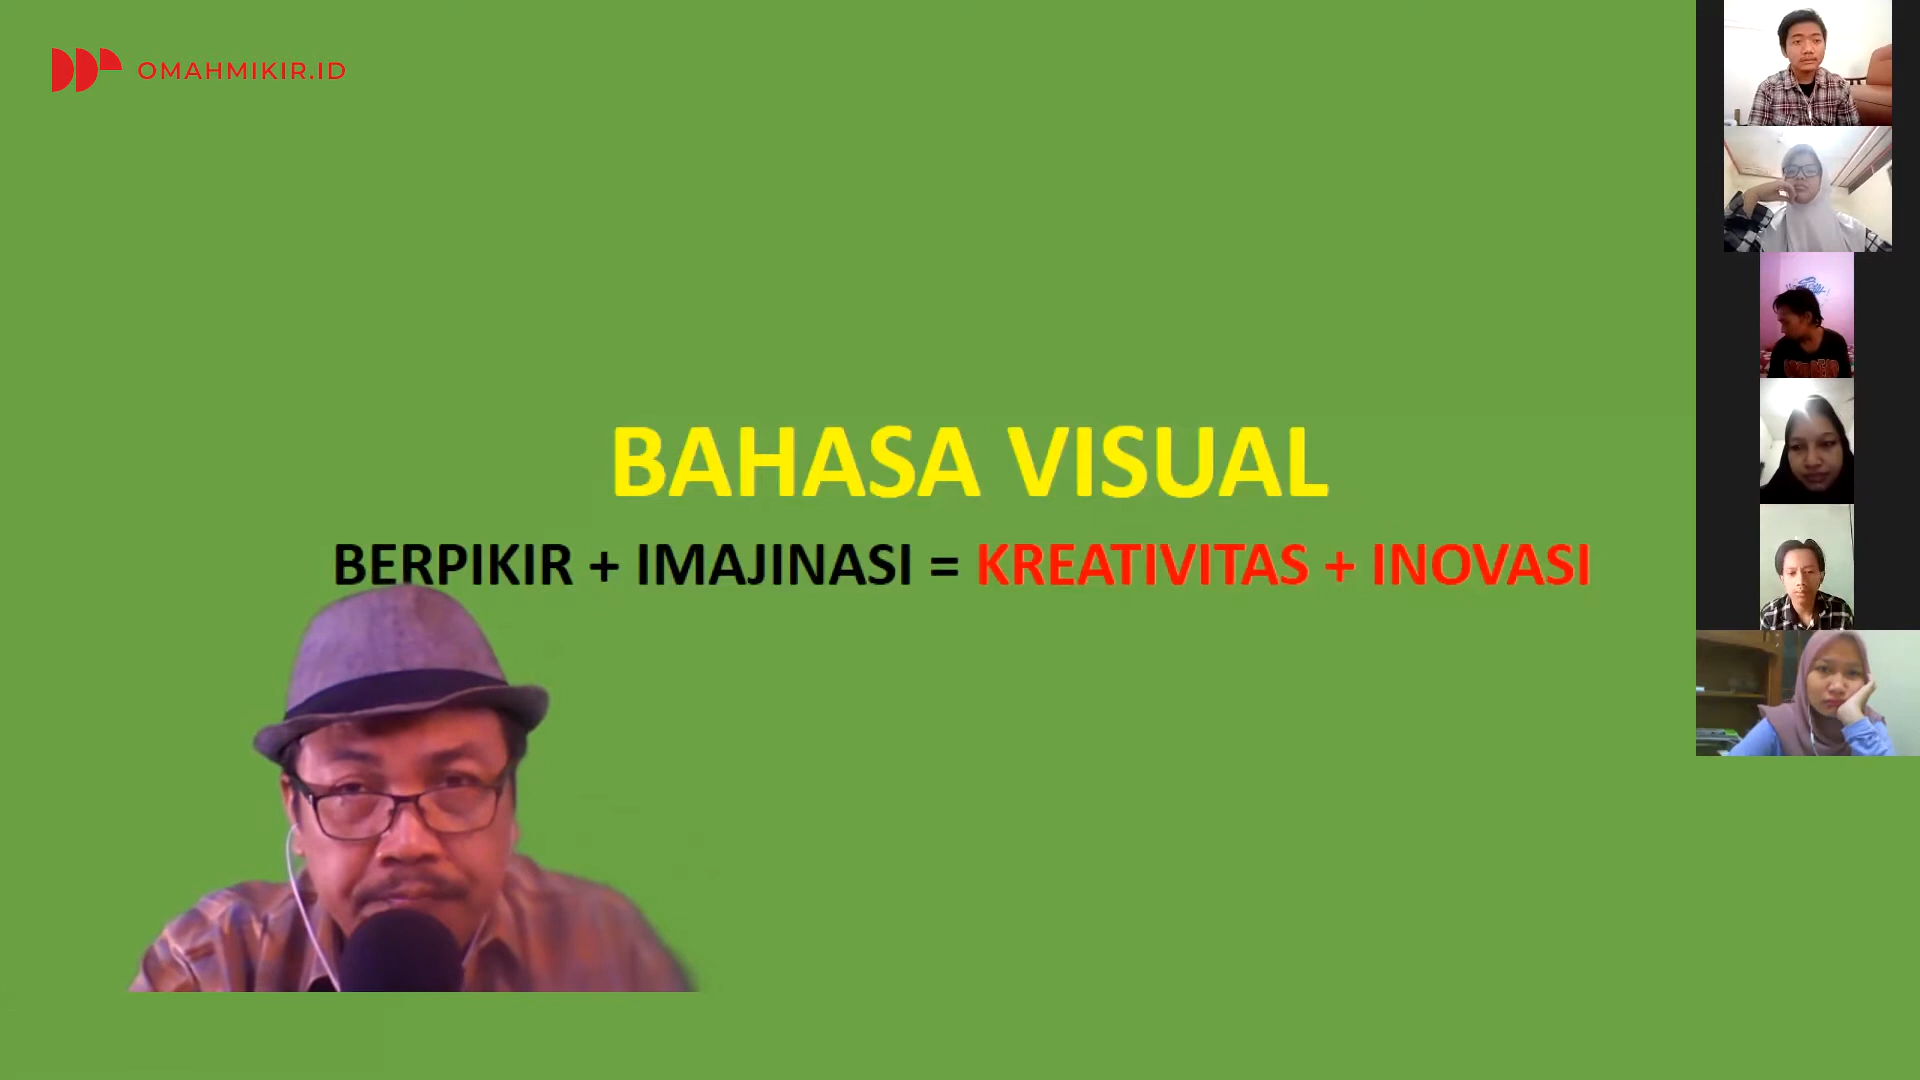 OMAHMIKIR.ID
BAHASA VISUAL
BERPIKIR + IMAJINASI = KREATIVITAS + INOVASI